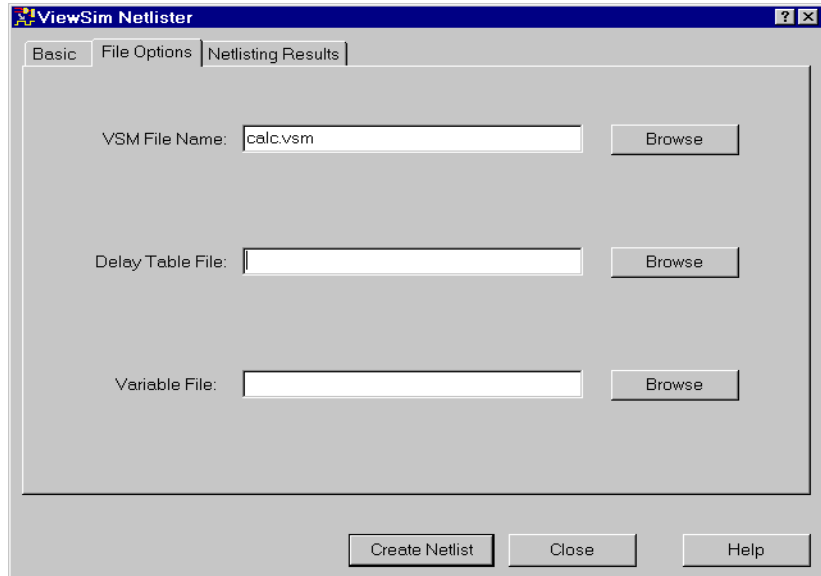 ViewSim Netlister
Basic File Options Netlisting Results
VSM File Name: calc.vsm Browse
Delay Table File: Browse
Variable File: Browse
Create Netlist Close Help